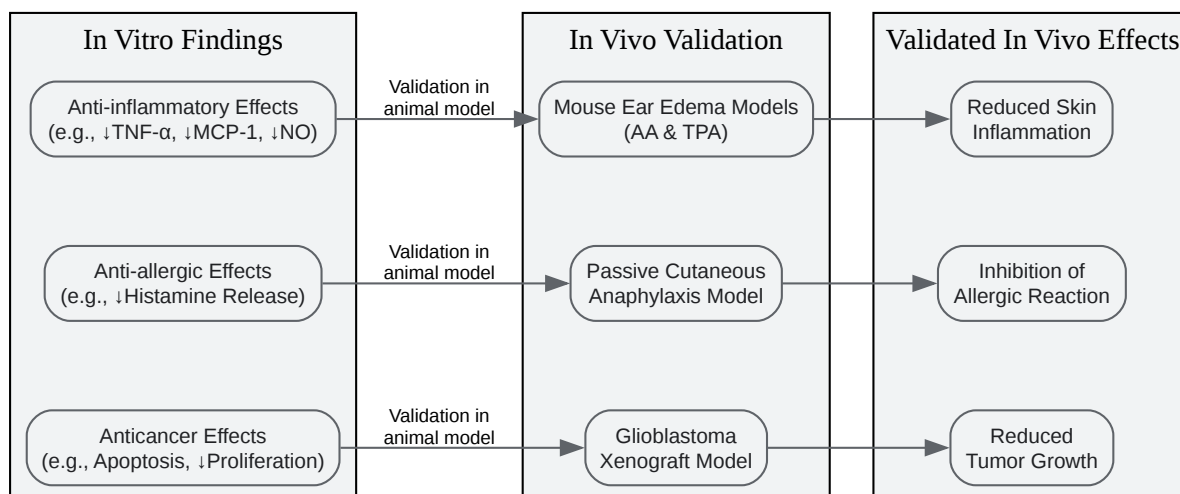 In Vitro Findings
In Vivo Validation
Validated In Vivo Effects
Anti-inflammatory Effects
(e.g., ↓TNF-α, ↓MCP-1, ↓NO)
Validation in
animal model
Mouse Ear Edema Models
(AA & TPA)
Reduced Skin
Inflammation
Anti-allergic Effects
(e.g., ↓Histamine Release)
Validation in
animal model
Passive Cutaneous
Anaphylaxis Model
Inhibition of
Allergic Reaction
Anticancer Effects
(e.g., Apoptosis, ↓Proliferation)
Validation in
animal model
Glioblastoma
Xenograft Model
Reduced
Tumor Growth